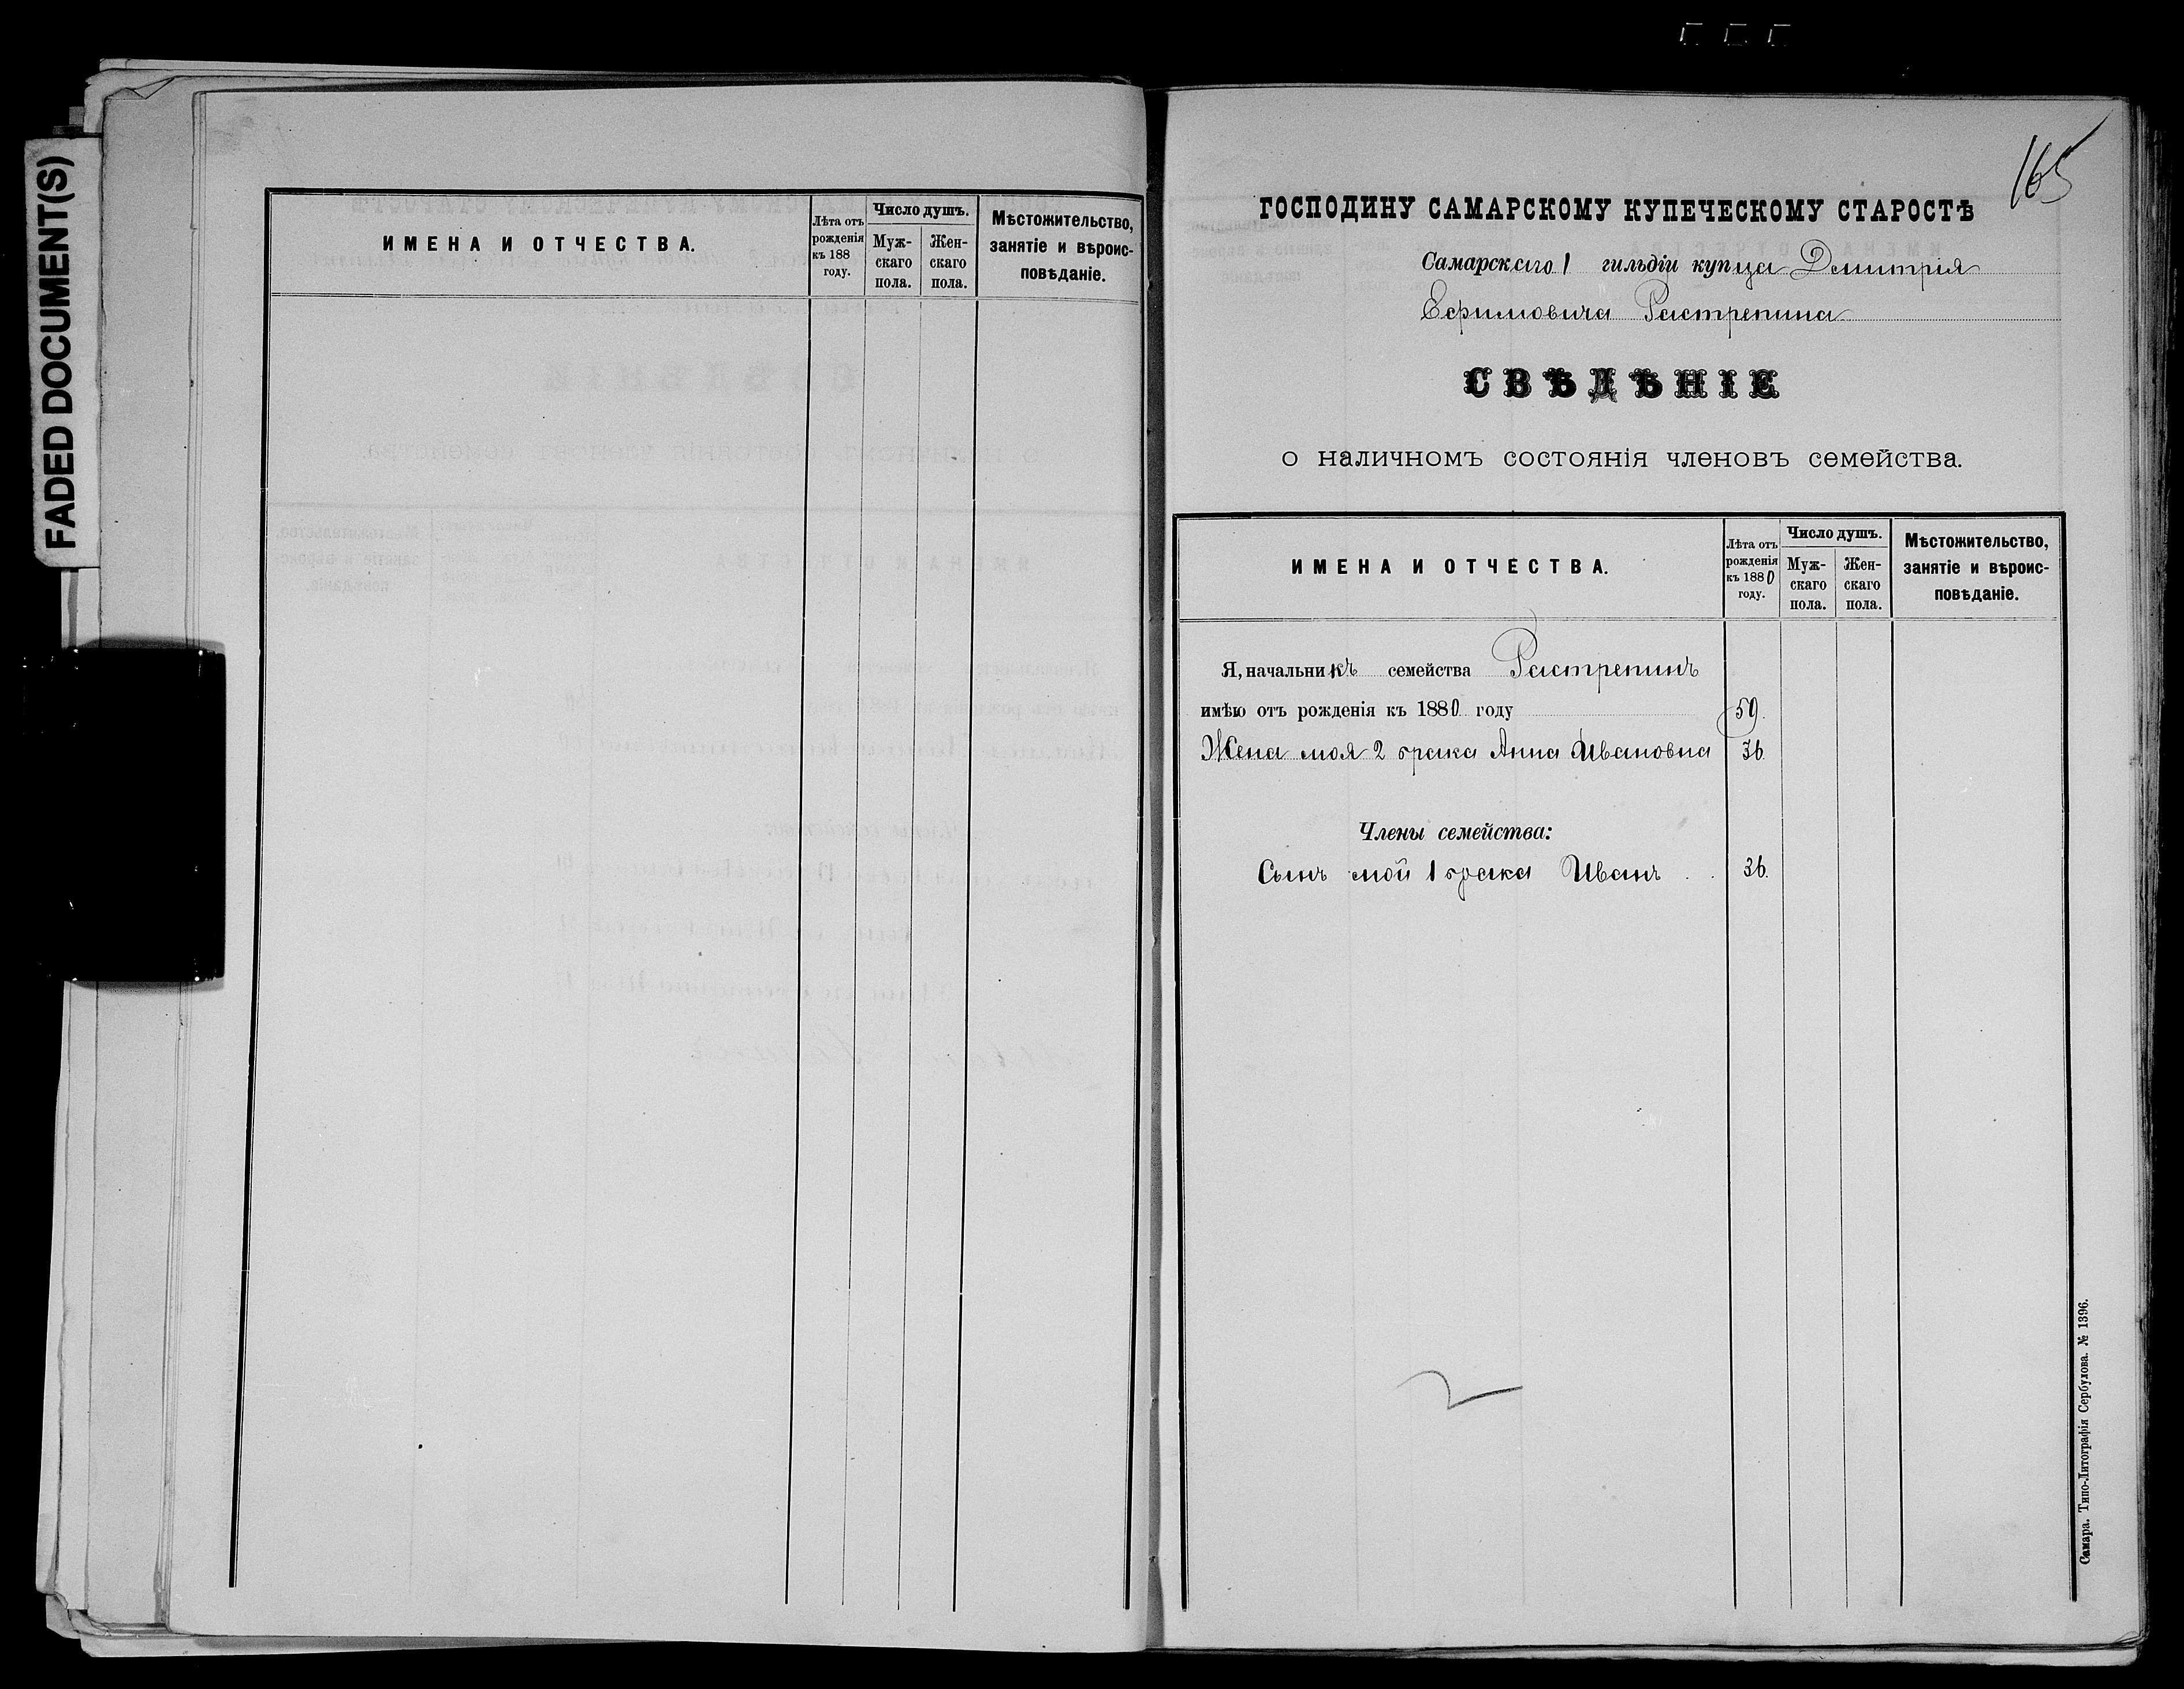 FADED DOCUMENT(S)
ИМЕНА И ОТЧЕСТВА.
Лѣта отъ рожденія къ 188 году.
Число душъ.
Муж-
скаго
пола.
Жен-
скаго
пола.
Мѣстожительство,
занятіе и вѣроис-
повѣданіе.
165
ГОСПОДИНУ САМАРСКОМУ КУПЕЧЕСКОМУ СТАРОСТѢ
Самарскаго 1 гильдіи купца Дмитрія
Ефимовича Растрепина
СВѢДѢНІЕ
о наличномъ состоянія членовъ семейства.
ИМЕНА И ОТЧЕСТВА.
Лѣта отъ
рожденія
къ 1880
году.
Число душъ.
Муж-
скаго
пола.
Жен-
скаго
пола.
Мѣстожительство,
занятіе и вѣроис-
повѣданіе.
Я, начальникъ семейства Растрепинъ
имѣю отъ рожденія къ 1880 году 59.
Жена моя 2 брака Анна Ивановна 36
Члены семейства:
Сынъ мой 1 брака Иванъ . . 36.
Самара. Типо-Литографія Сербулова. № 1396.